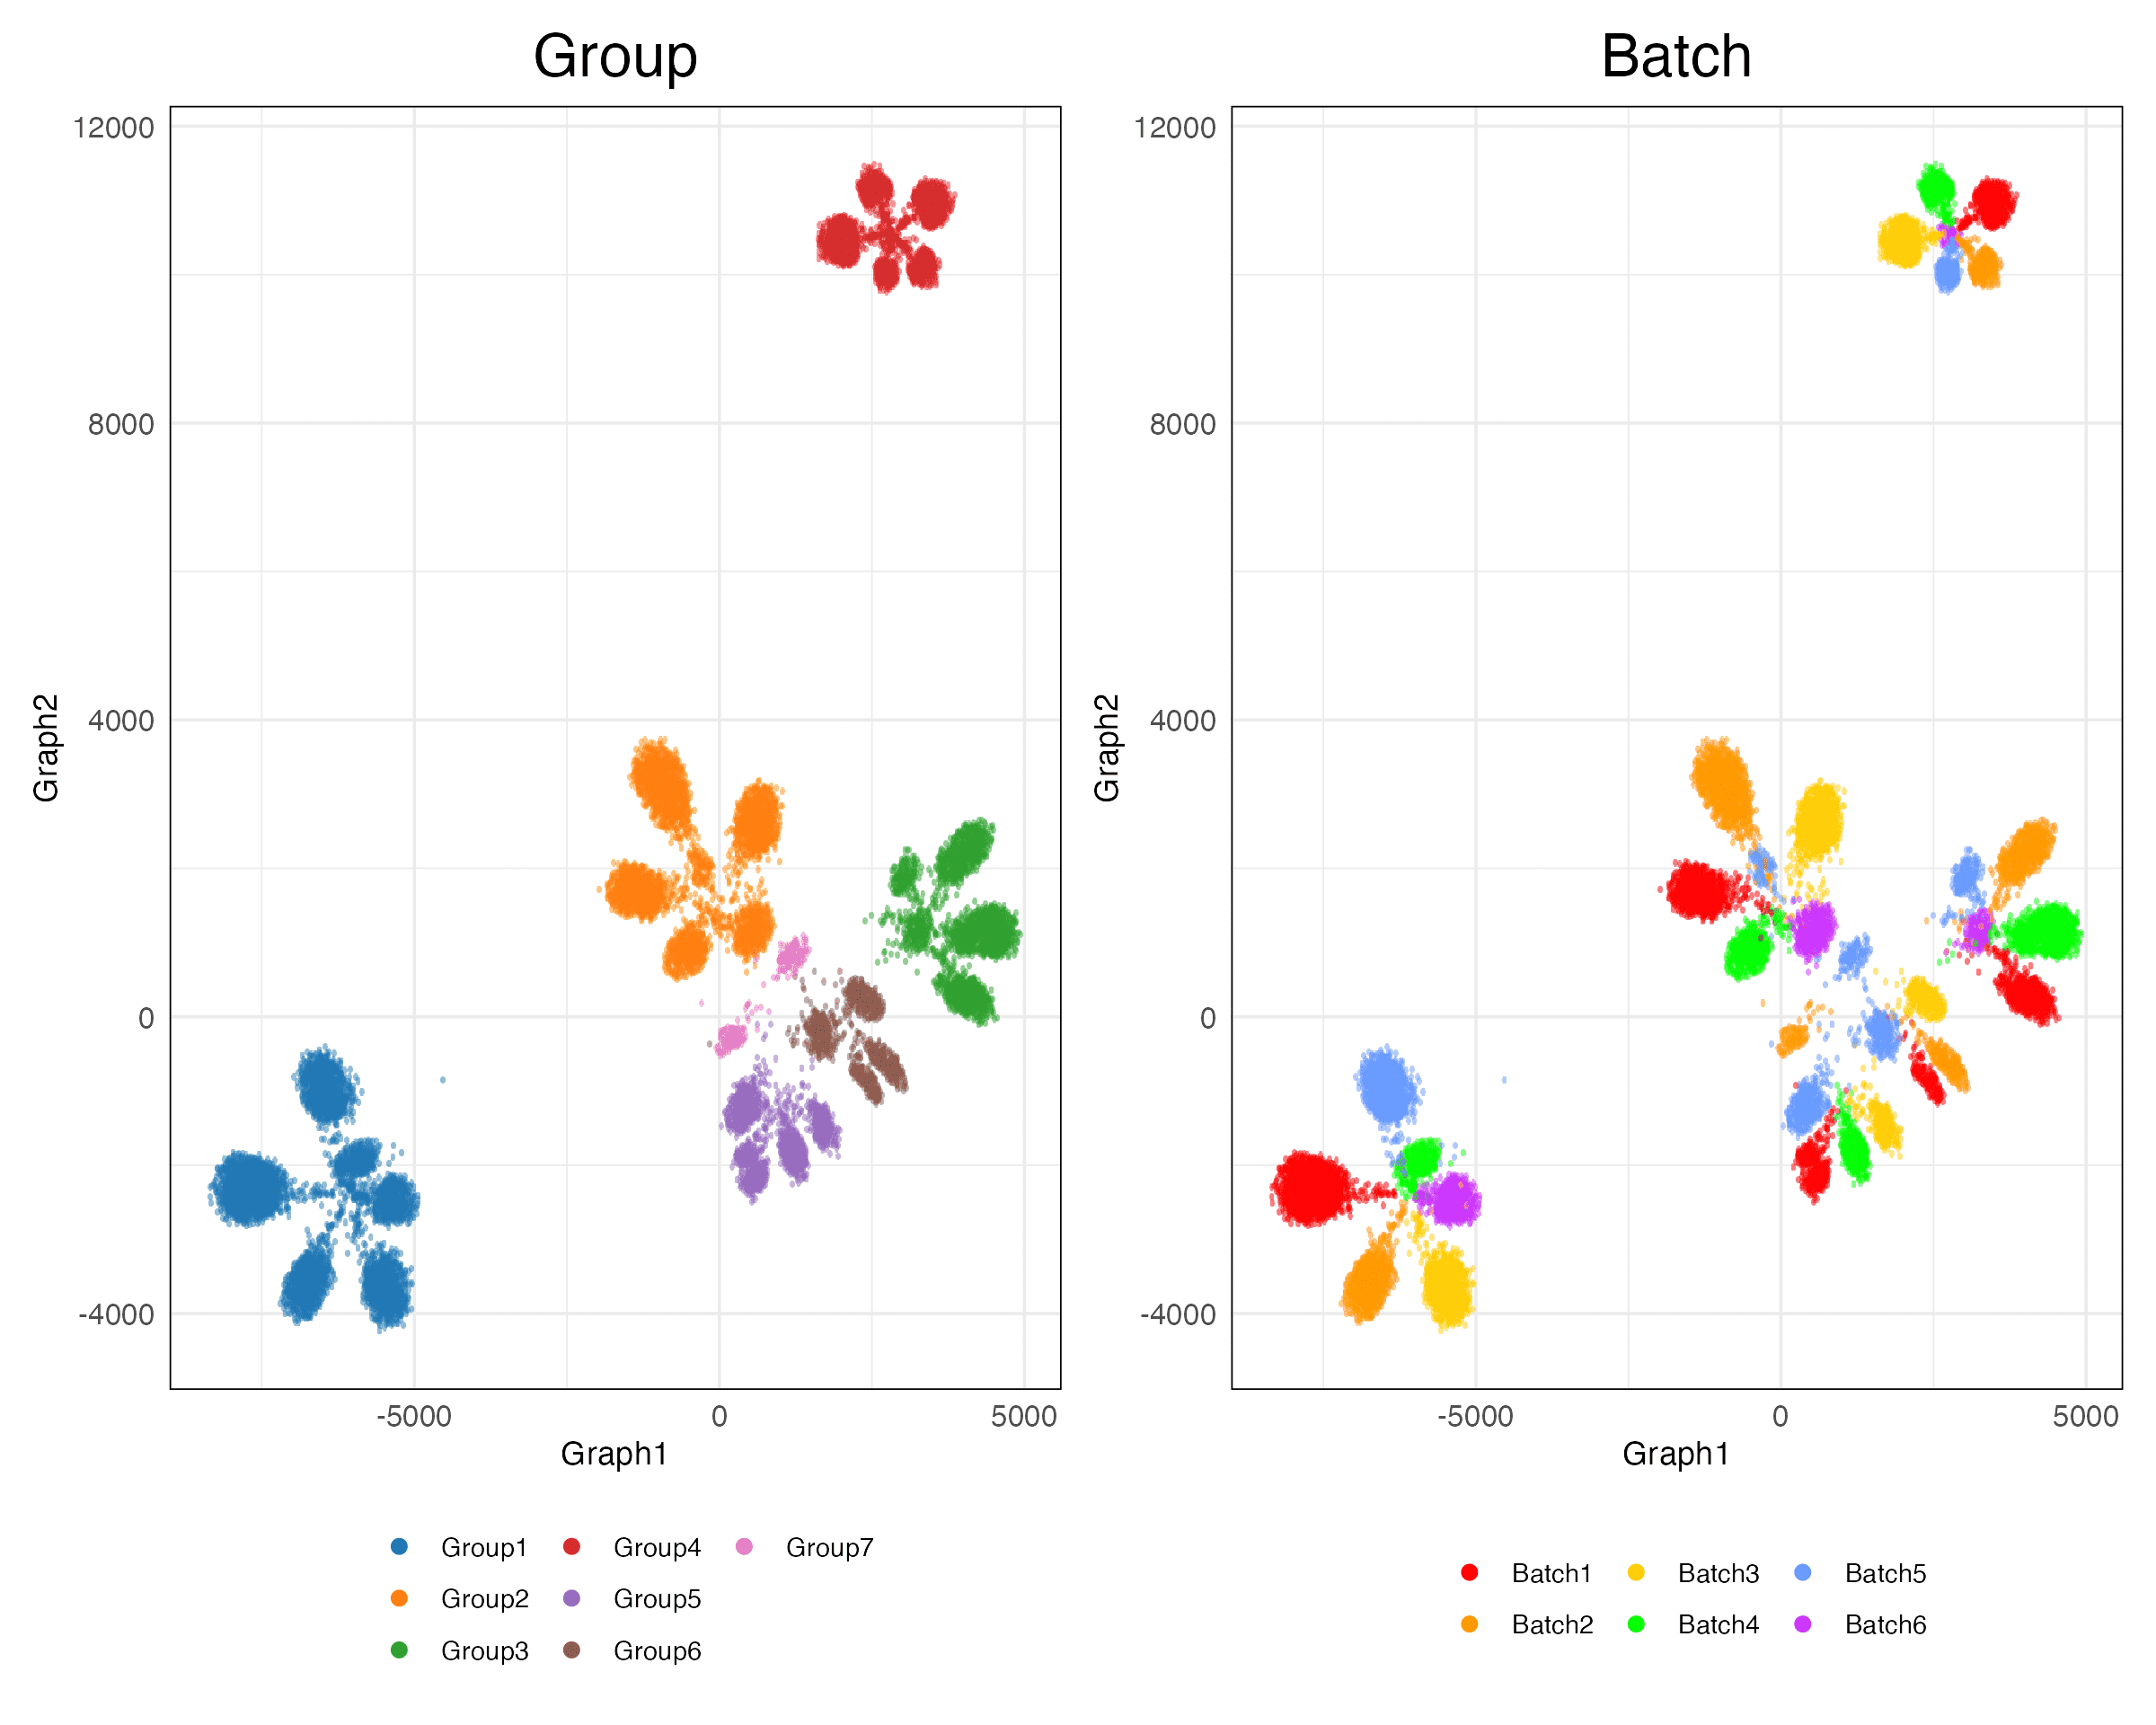 Group
12000
8000
4000
0
-4000
Graph2
-5000 0 5000
Graph1
Group1 Group4 Group7
Group2 Group5
Group3 Group6
Batch
12000
8000
4000
0
-4000
Graph2
-5000 0 5000
Graph1
Batch1 Batch3 Batch5
Batch2 Batch4 Batch6